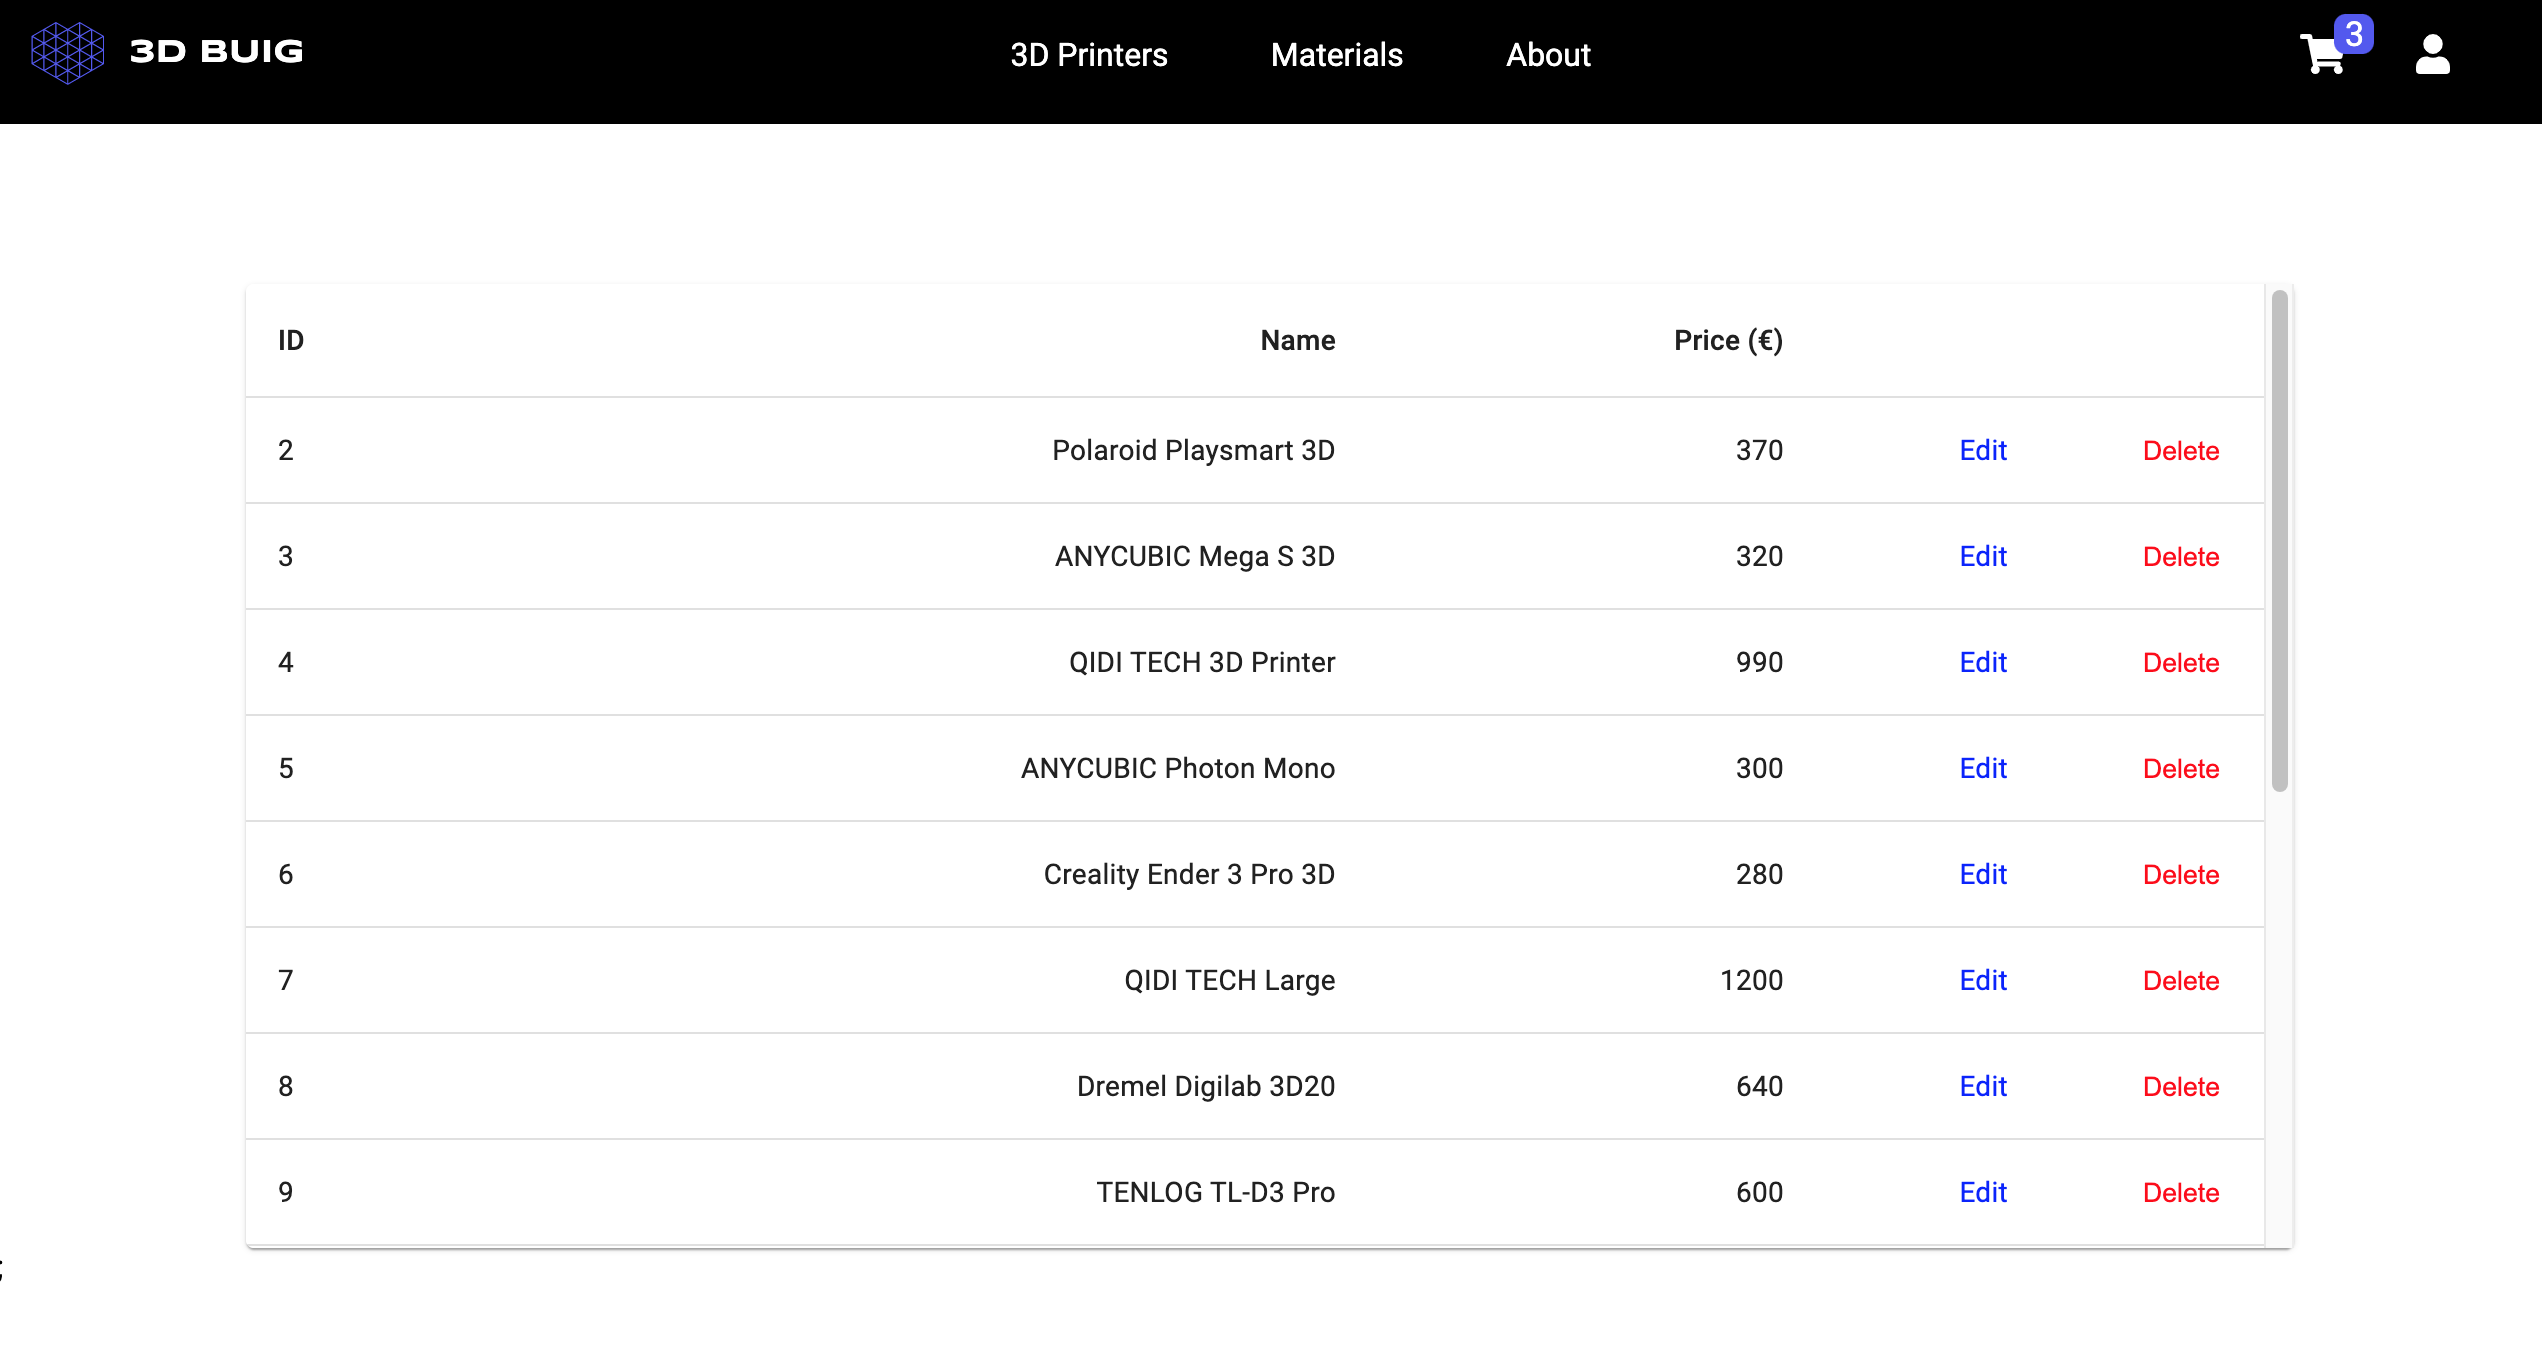 3D BUIG 3D Printers Materials About 3
ID Name Price (€)
2 Polaroid Playsmart 3D 370 Edit Delete
3 ANYCUBIC Mega S 3D 320 Edit Delete
4 QIDI TECH 3D Printer 990 Edit Delete
5 ANYCUBIC Photon Mono 300 Edit Delete
6 Creality Ender 3 Pro 3D 280 Edit Delete
7 QIDI TECH Large 1200 Edit Delete
8 Dremel Digilab 3D20 640 Edit Delete
9 TENLOG TL-D3 Pro 600 Edit Delete
;